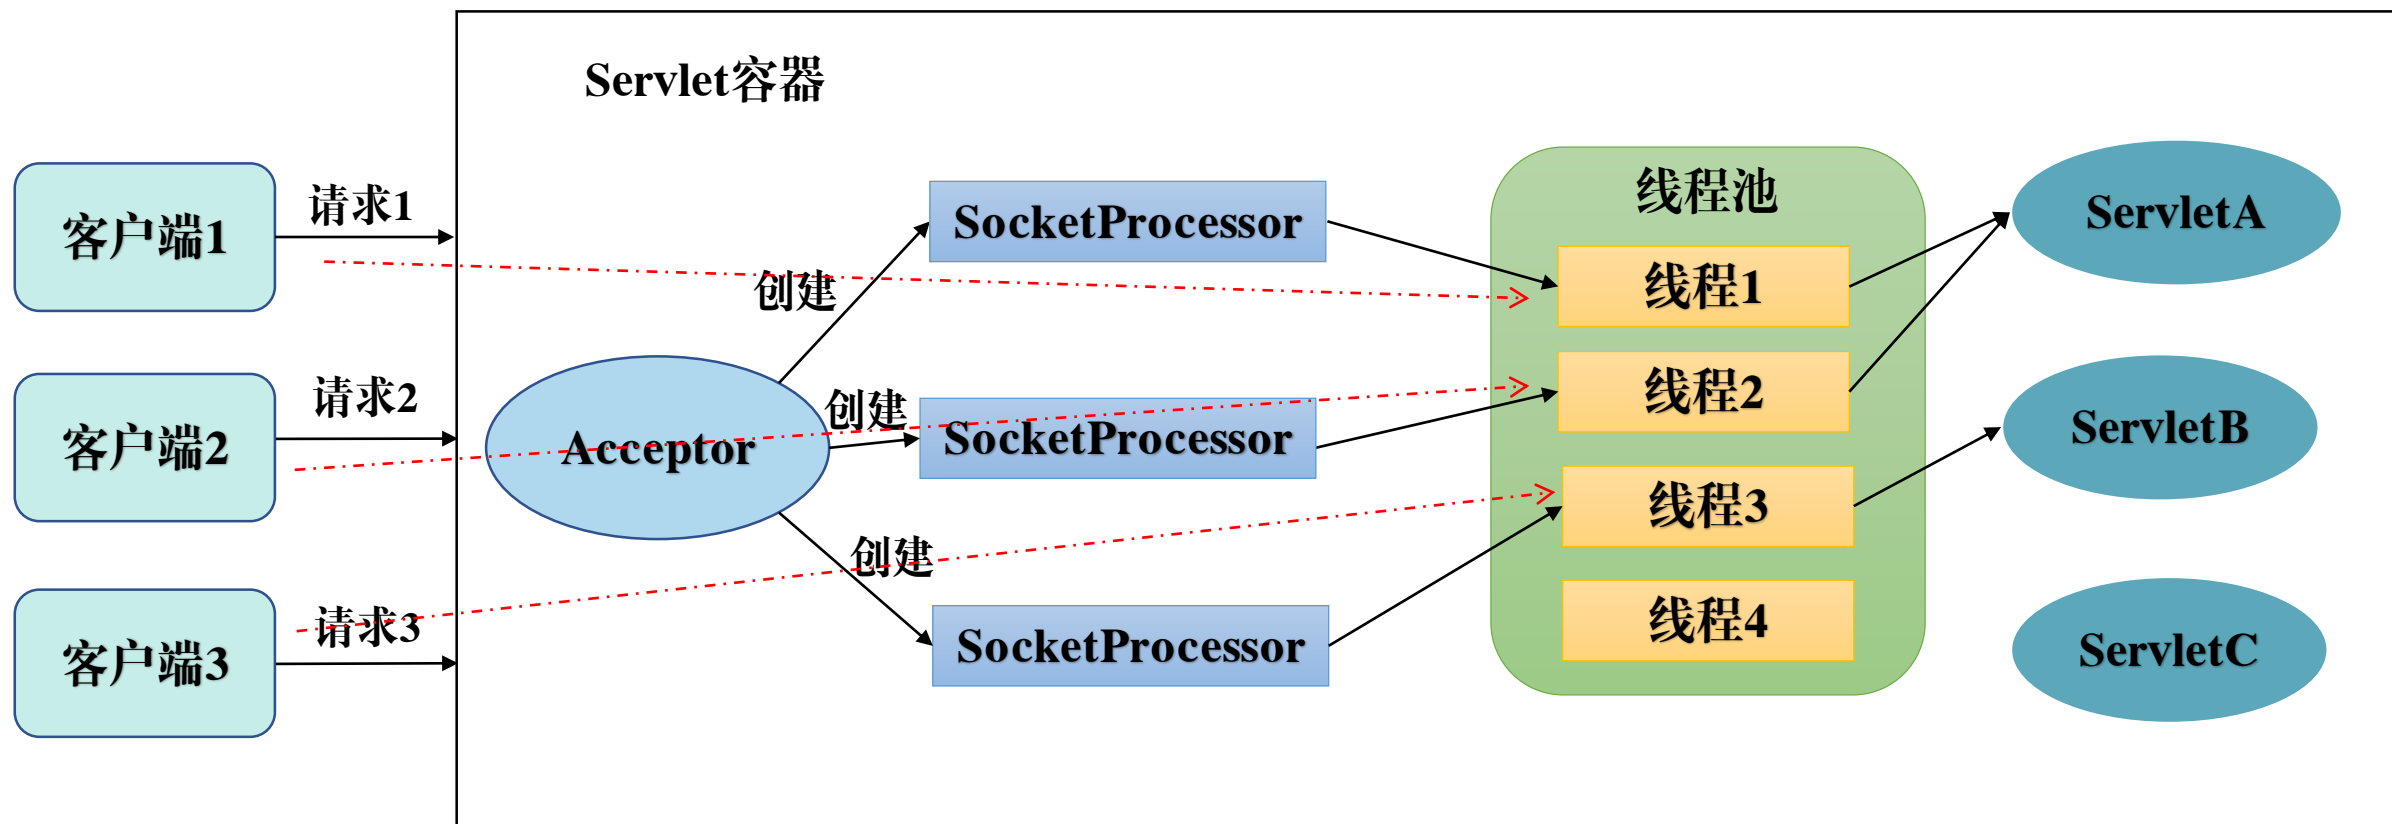 Servlet容器
客户端1
请求1
客户端2
请求2
客户端3
请求3
Acceptor
创建
创建
创建
SocketProcessor
SocketProcessor
SocketProcessor
线程池
线程1
线程2
线程3
线程4
ServletA
ServletB
ServletC